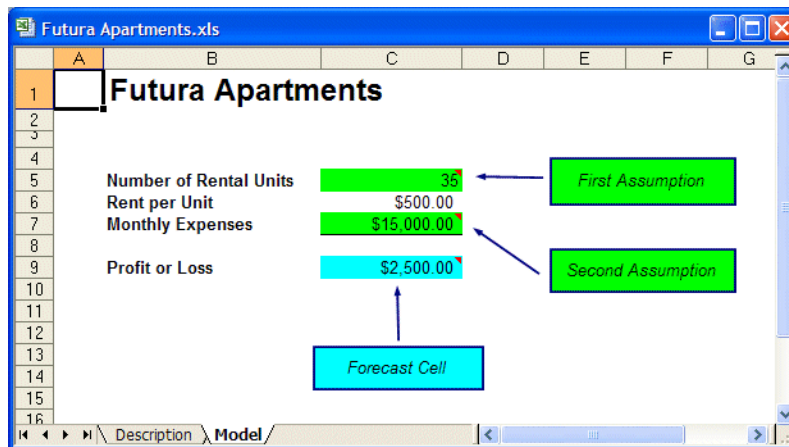 Futura Apartments.xls
A B C D E F G
1 Futura Apartments
2
3
4
5 Number of Rental Units 35 First Assumption
6 Rent per Unit $500.00
7 Monthly Expenses $15,000.00
8
9 Profit or Loss $2,500.00 Second Assumption
10
11
12
13
14 Forecast Cell
15
16
Description Model